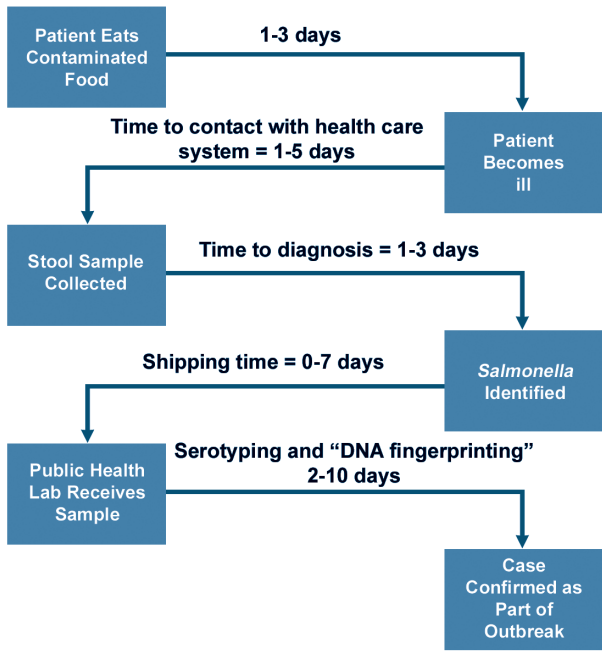 Patient Eats
Contaminated
Food
1-3 days
Patient
Becomes
ill
Time to contact with health care
system = 1-5 days
Stool Sample
Collected
Time to diagnosis = 1-3 days
Salmonella
Identified
Shipping time = 0-7 days
Public Health
Lab Receives
Sample
Serotyping and “DNA fingerprinting”
2-10 days
Case
Confirmed as
Part of
Outbreak